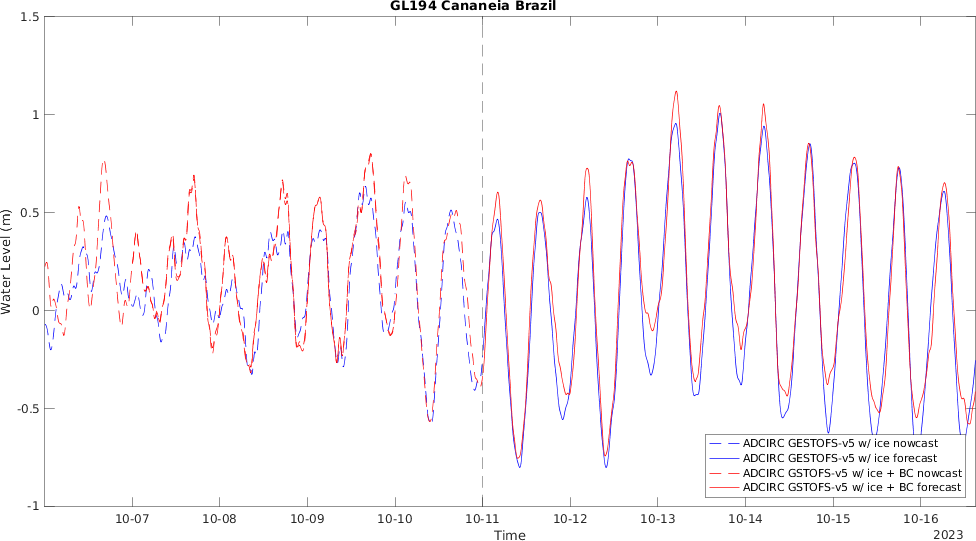 GL194 Cananeia Brazil
1.5
1
0.5
0
-0.5
-1
Water Level (m)
10-07 10-08 10-09 10-10 10-11 10-12 10-13 10-14 10-15 10-16
Time
2023
ADCIRC GESTOFS-v5 w/ ice nowcast
ADCIRC GESTOFS-v5 w/ ice forecast
ADCIRC GSTOFS-v5 w/ ice + BC nowcast
ADCIRC GSTOFS-v5 w/ ice + BC forecast